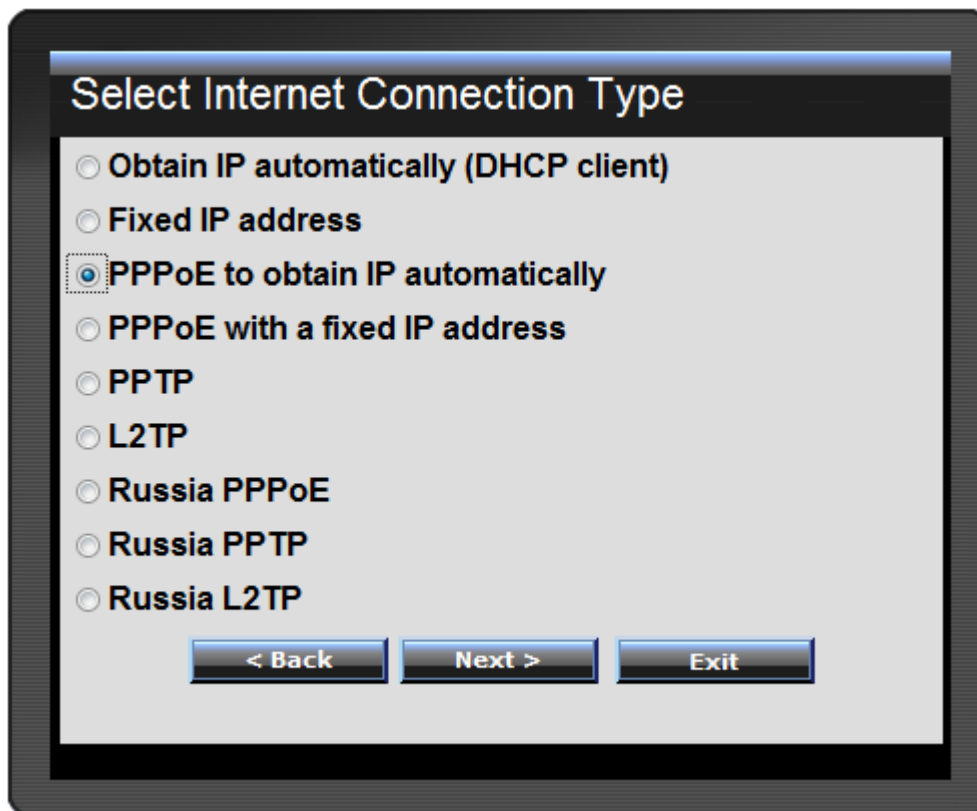 Select Internet Connection Type
Obtain IP automatically (DHCP client)
Fixed IP address
PPPoE to obtain IP automatically
PPPoE with a fixed IP address
PPTP
L2TP
Russia PPPoE
Russia PPTP
Russia L2TP
< Back Next > Exit